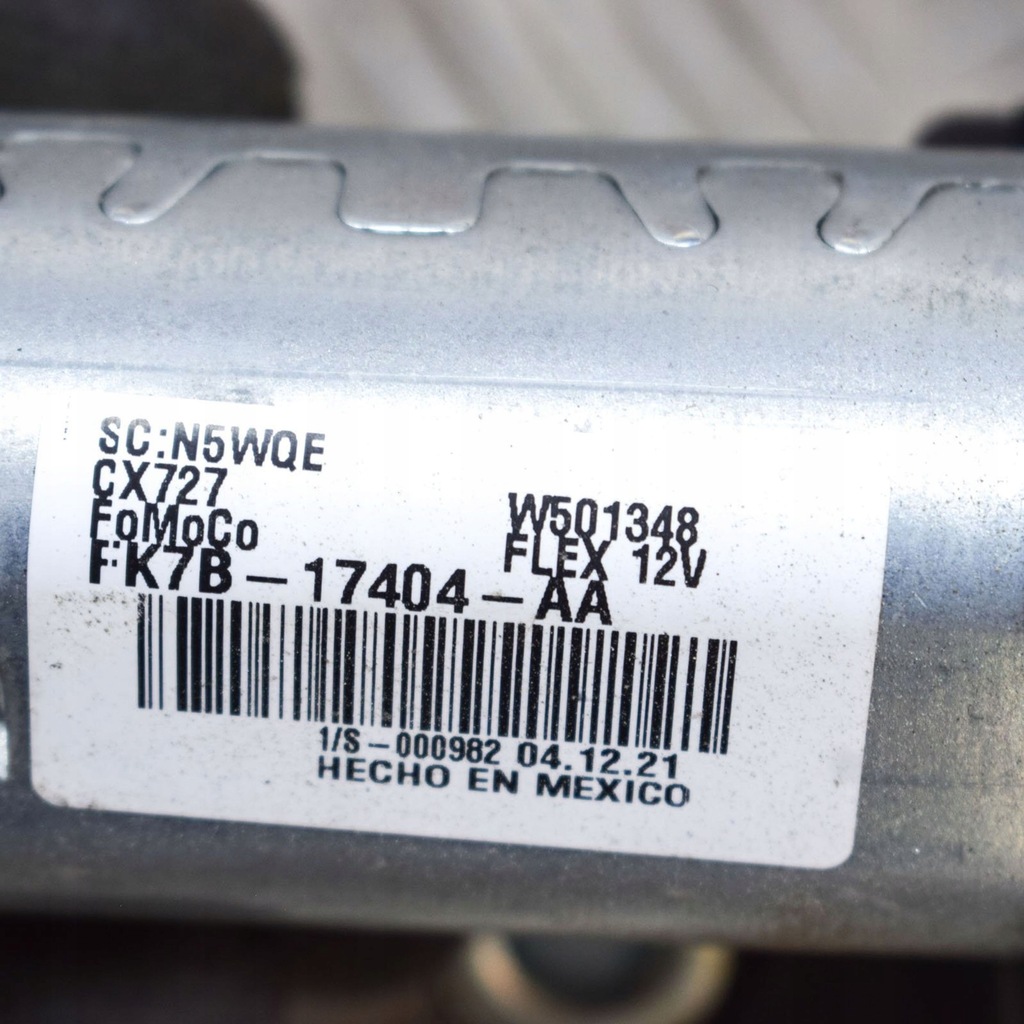 SC:N5WQE
CX727
FoMoCo
W501348
FLEX 12V
FK7B-17404-AA
1/S-000982 04.12.21
HECHO EN MEXICO